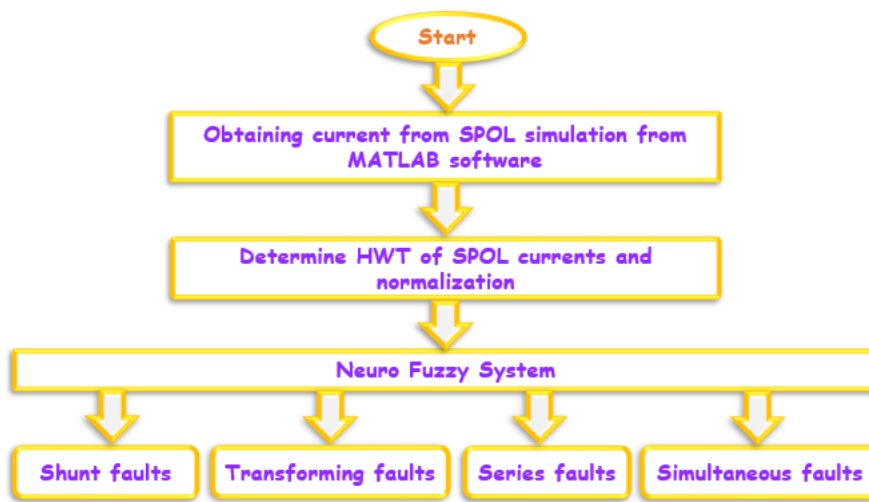 Start
Obtaining current from SPOL simulation from
MATLAB software
Determine HWT of SPOL currents and
normalization
Neuro Fuzzy System
Shunt faults
Transforming faults
Series faults
Simultaneous faults